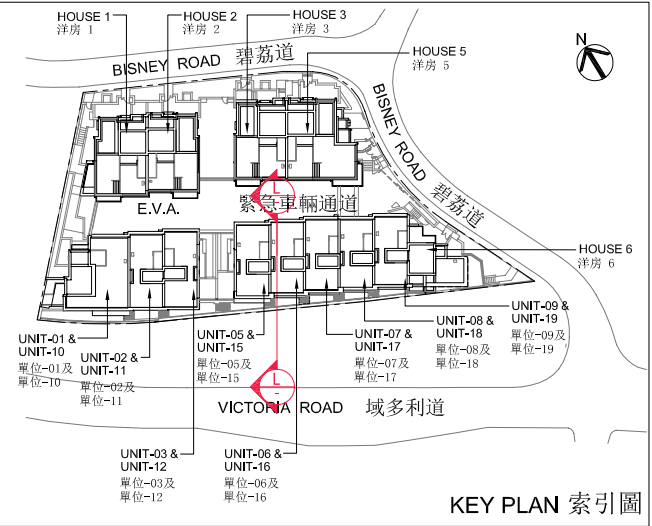 HOUSE 1
洋房 1
HOUSE 2
洋房 2
HOUSE 3
洋房 3
HOUSE 5
洋房 5
N
BISNEY ROAD 碧荔道
BISNEY ROAD 碧荔道
L
-
E.V.A.
緊急車輛通道
HOUSE 6
洋房 6
UNIT-01 &
UNIT-10
單位-01及
單位-10
UNIT-02 &
UNIT-11
單位-02及
單位-11
UNIT-05 &
UNIT-15
單位-05及
單位-15
UNIT-07 &
UNIT-17
單位-07及
單位-17
UNIT-08 &
UNIT-18
單位-08及
單位-18
UNIT-09 &
UNIT-19
單位-09及
單位-19
L
-
VICTORIA ROAD 域多利道
UNIT-03 &
UNIT-12
單位-03及
單位-12
UNIT-06 &
UNIT-16
單位-06及
單位-16
KEY PLAN 索引圖